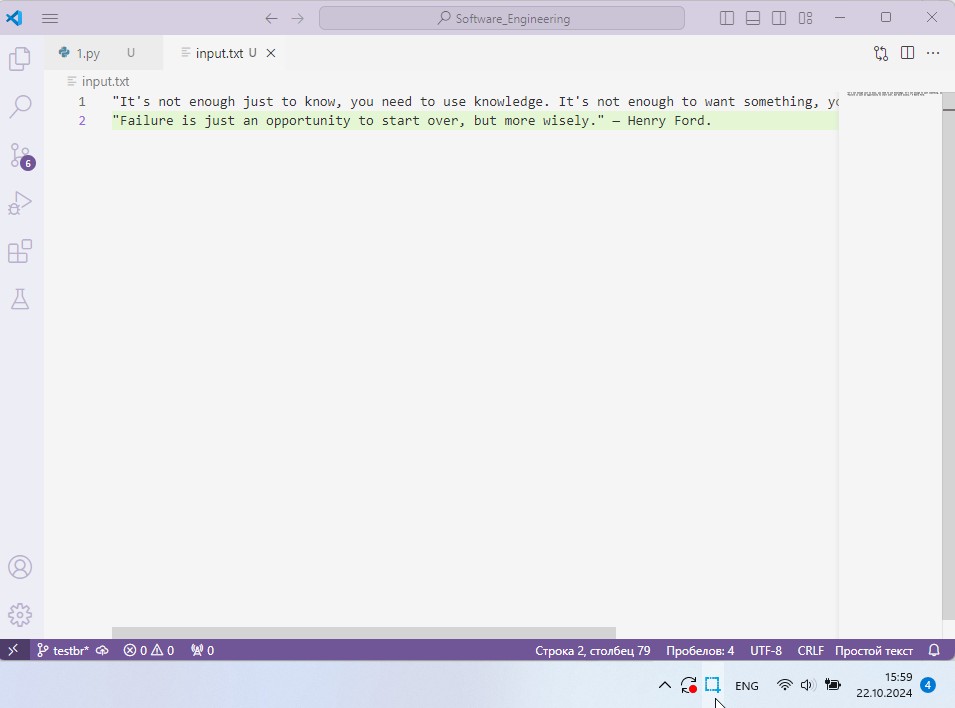 Software_Engineering
1.py U
input.txt U
input.txt
1 "It's not enough just to know, you need to use knowledge. It's not enough to want something, yo
2 "Failure is just an opportunity to start over, but more wisely." — Henry Ford.
6
testbr* 0 0 0 Строка 2, столбец 79 Пробелов: 4 UTF-8 CRLF Простой текст
ENG 15:59
22.10.2024 4